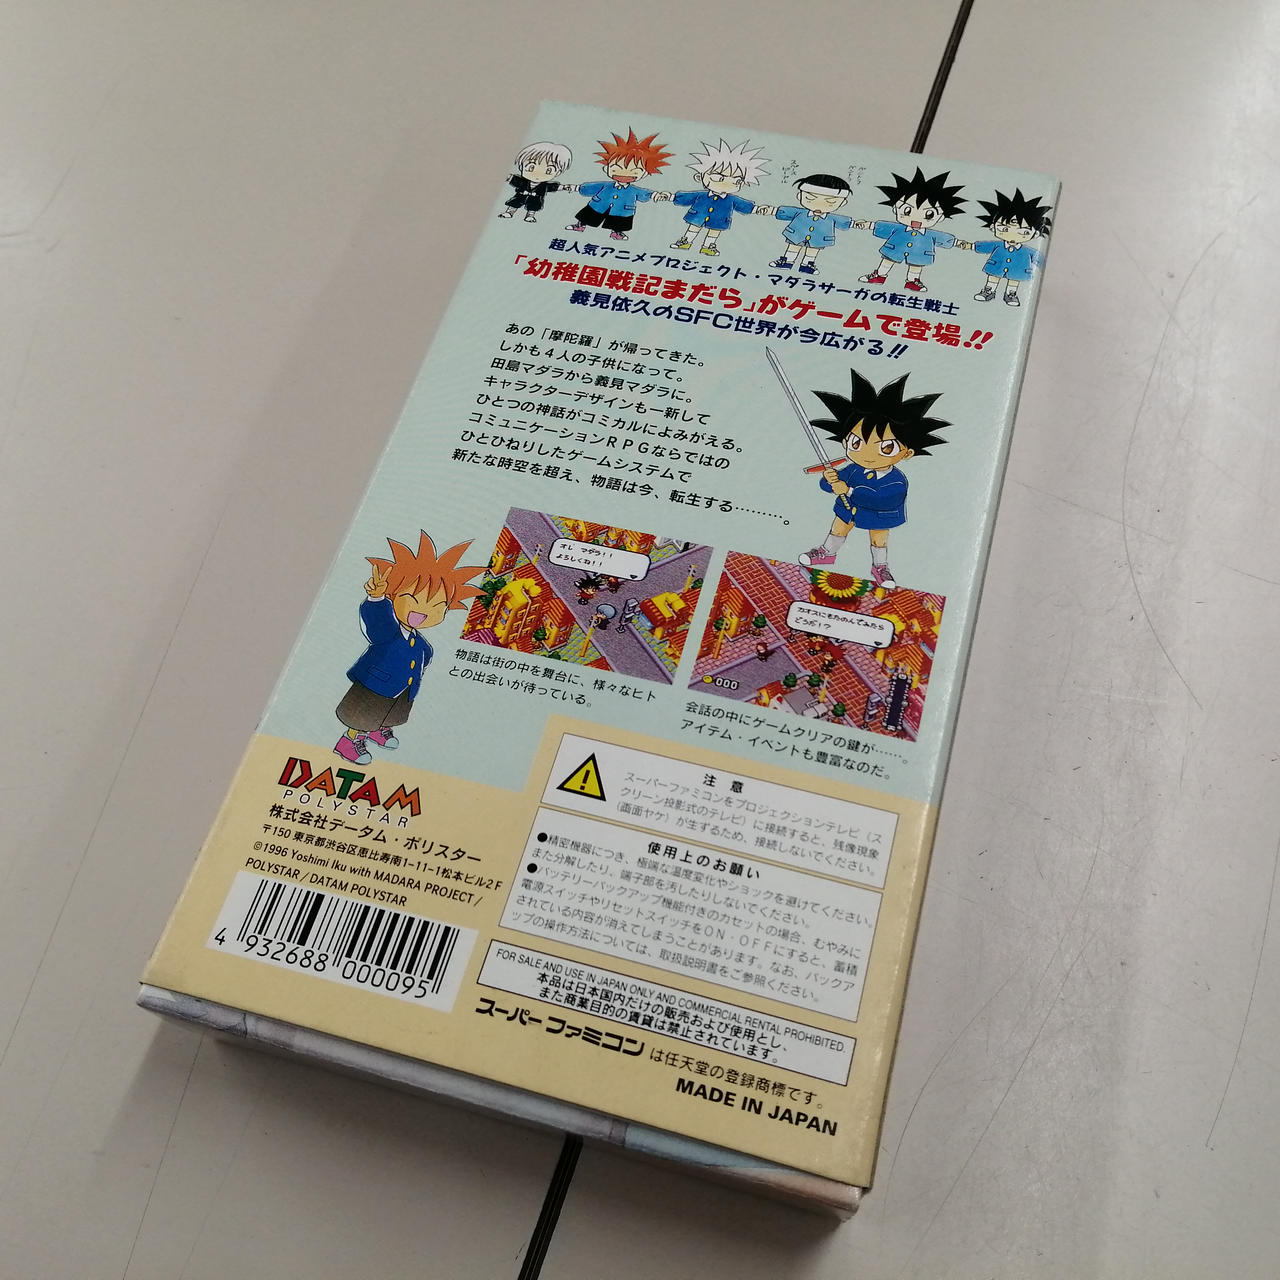 超人気アニメプロジェクト・マダラサーガの転生戦士
「幼稚園戦記まだら」がゲームで登場!!
義見依久のSFC世界が今広がる!!
あの「摩陀羅」が帰ってきた。
しかも4人の子供になって。
田島マダラから義見マダラに。
キャラクターデザインも一新して
ひとつの神話がコミカルによみがえる。
コミュニケーションRPGならではの
ひとひねりしたゲームシステムで
新たな時空を超え、物語は今、転生する………。
オレ マダラ!!
よろしくね!!
カオスにもたのんでみたら
どうだ!?
000
物語は街の中を舞台に、様々なヒト
との出会いが待っている。
会話の中にゲームクリアの鍵が……。
アイテム・イベントも豊富なのだ。
DATAM
POLYSTAR
株式会社データム・ポリスター
〒150 東京都渋谷区恵比寿南1-11-1松本ビル2F
©1996 Yoshimi Iku with MADARA PROJECT /
POLYSTAR / DATAM POLYSTAR
4 932688 000095
注 意
スーパーファミコンをプロジェクションテレビ(ス
クリーン投影式のテレビ)に接続すると、残像現象
(画面ヤケ)が生ずるため、接続しないでください。
使用上のお願い
●精密機器につき、極端な温度変化やショックを避けてください。
また分解したり、端子部を汚したりしないでください。
●バッテリーバックアップ機能付きのカセットの場合、むやみに
電源スイッチやリセットスイッチをON・OFFにすると、蓄積
されている内容が消えてしまうことがあります。なお、バックア
ップの操作方法については、取扱説明書をご参照ください。
FOR SALE AND USE IN JAPAN ONLY AND COMMERCIAL RENTAL PROHIBITED.
本品は日本国内だけの販売および使用とし、
また商業目的の賃貸は禁止されています。
スーパーファミコンは任天堂の登録商標です。
MADE IN JAPAN